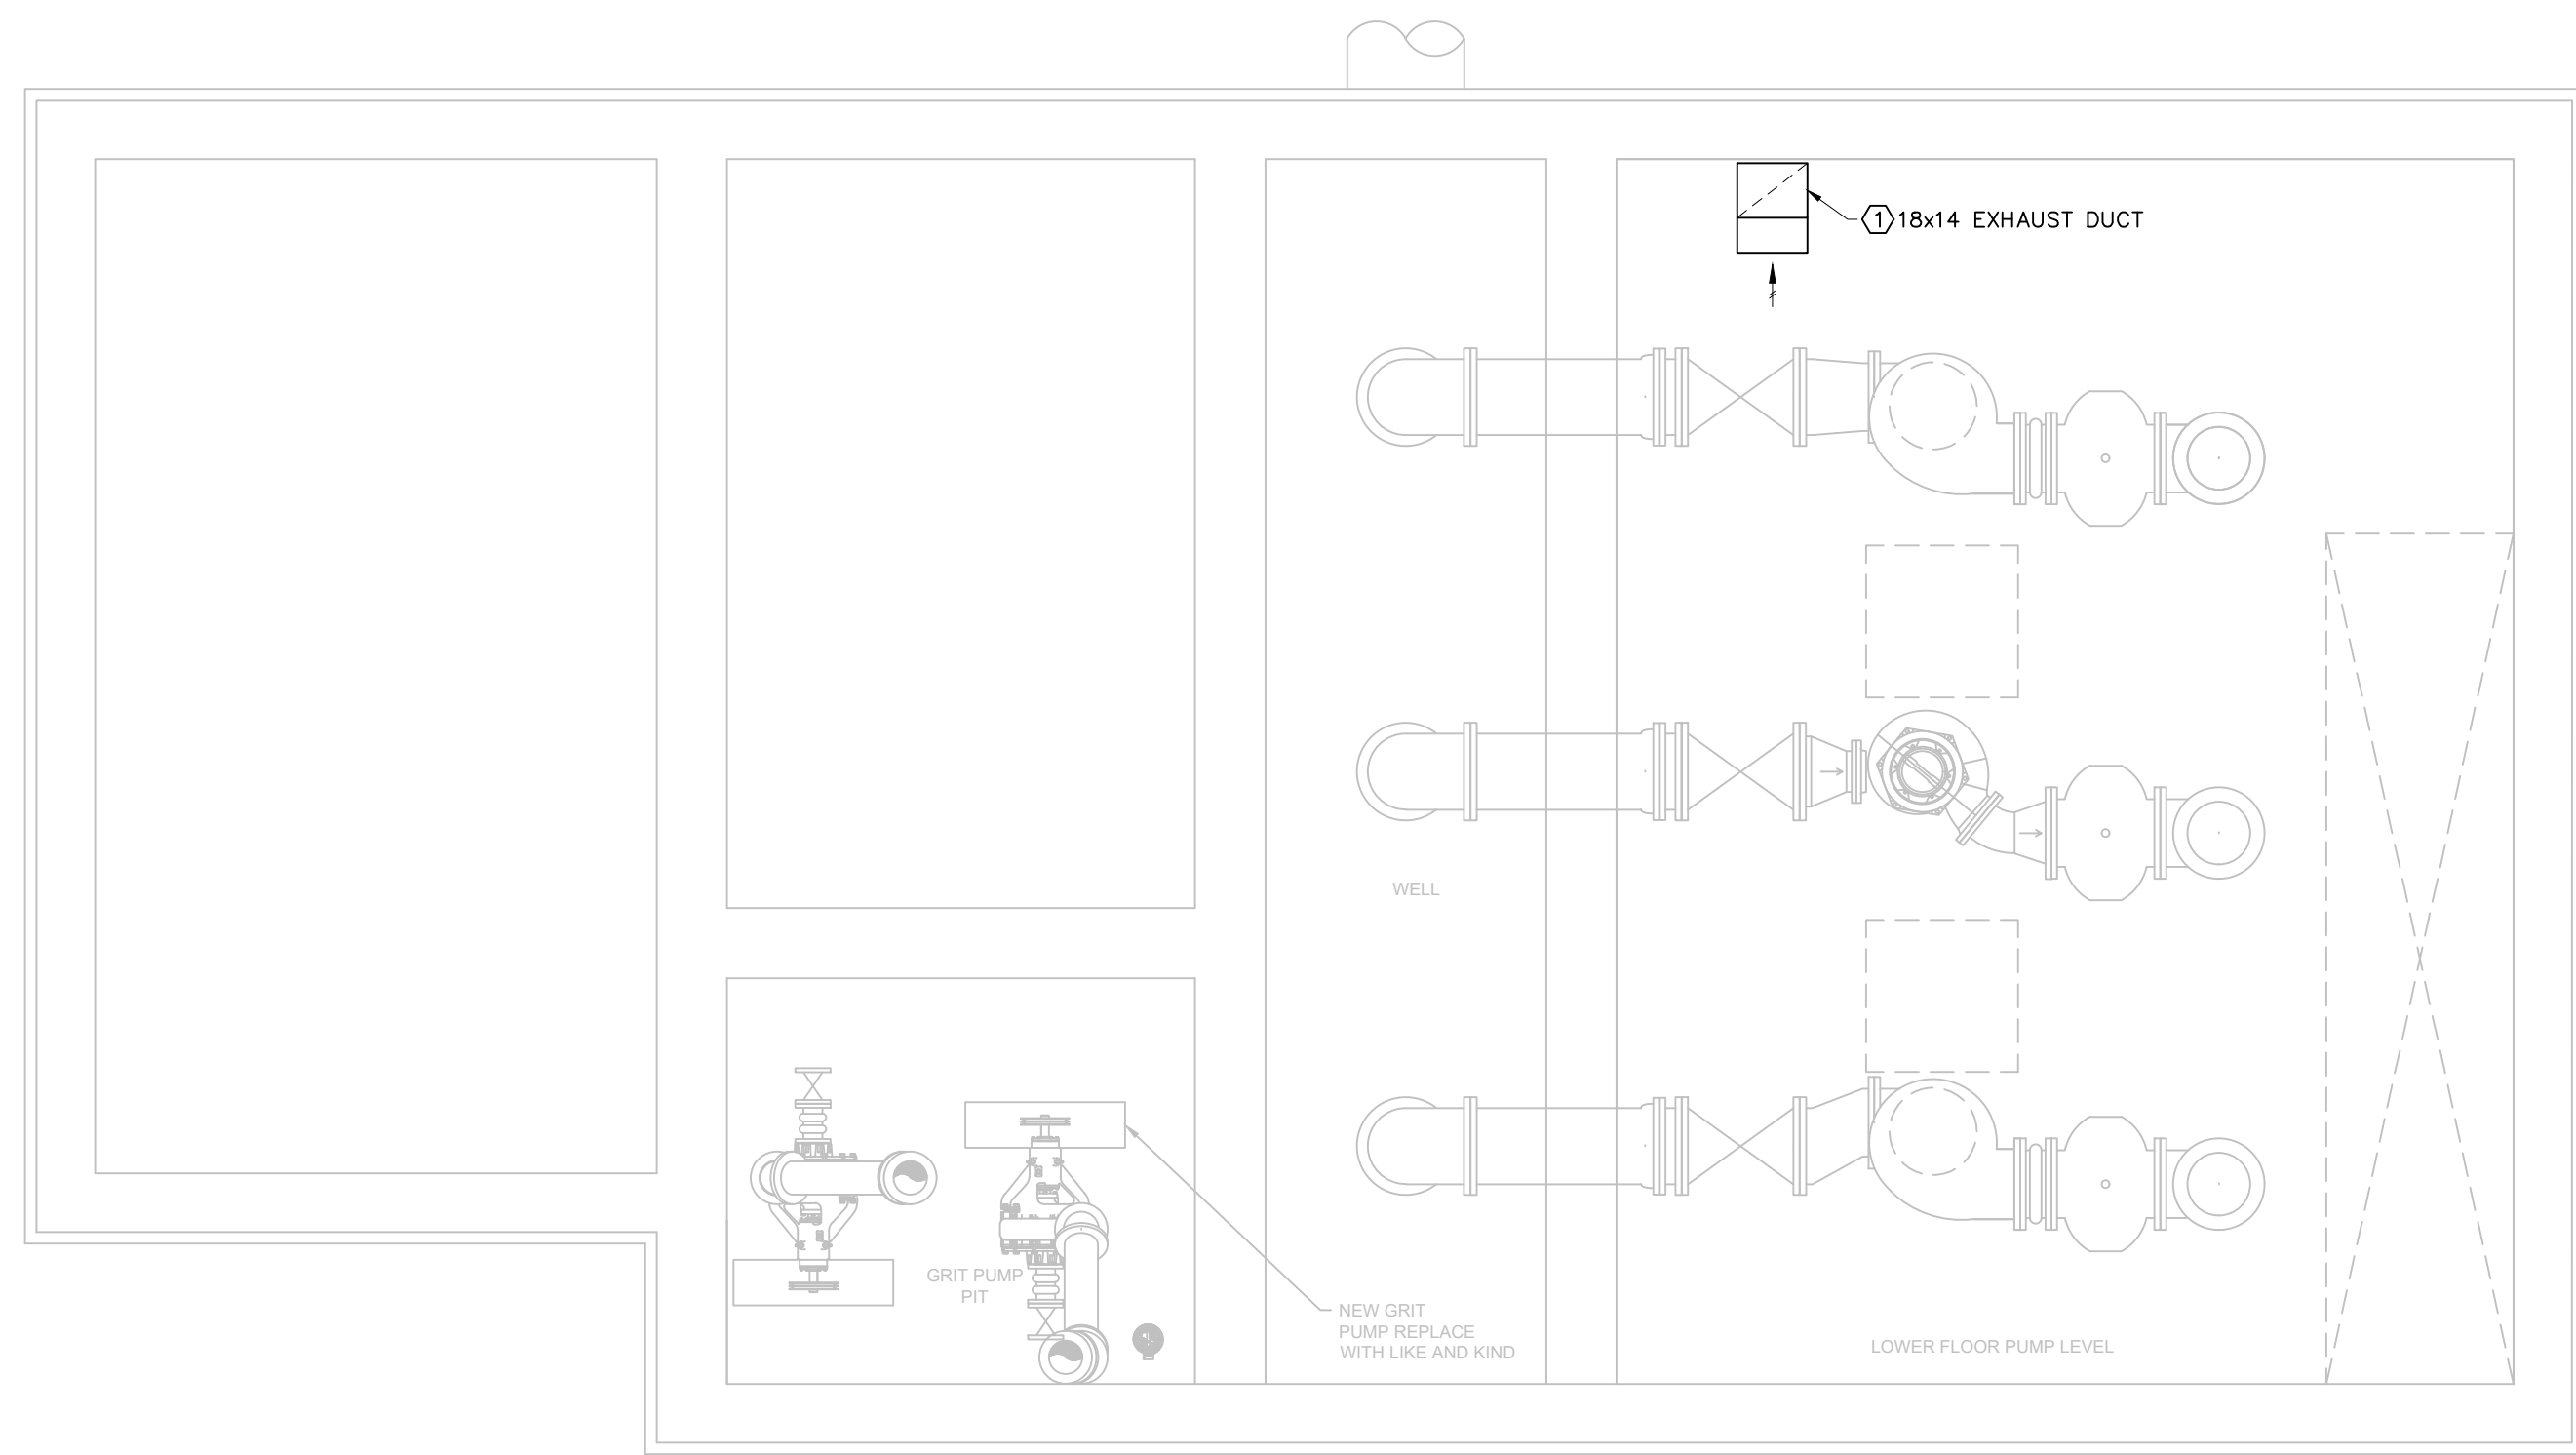 1 18x14 EXHAUST DUCT
WELL
GRIT PUMP
PIT
NEW GRIT
PUMP REPLACE
WITH LIKE AND KIND
LOWER FLOOR PUMP LEVEL